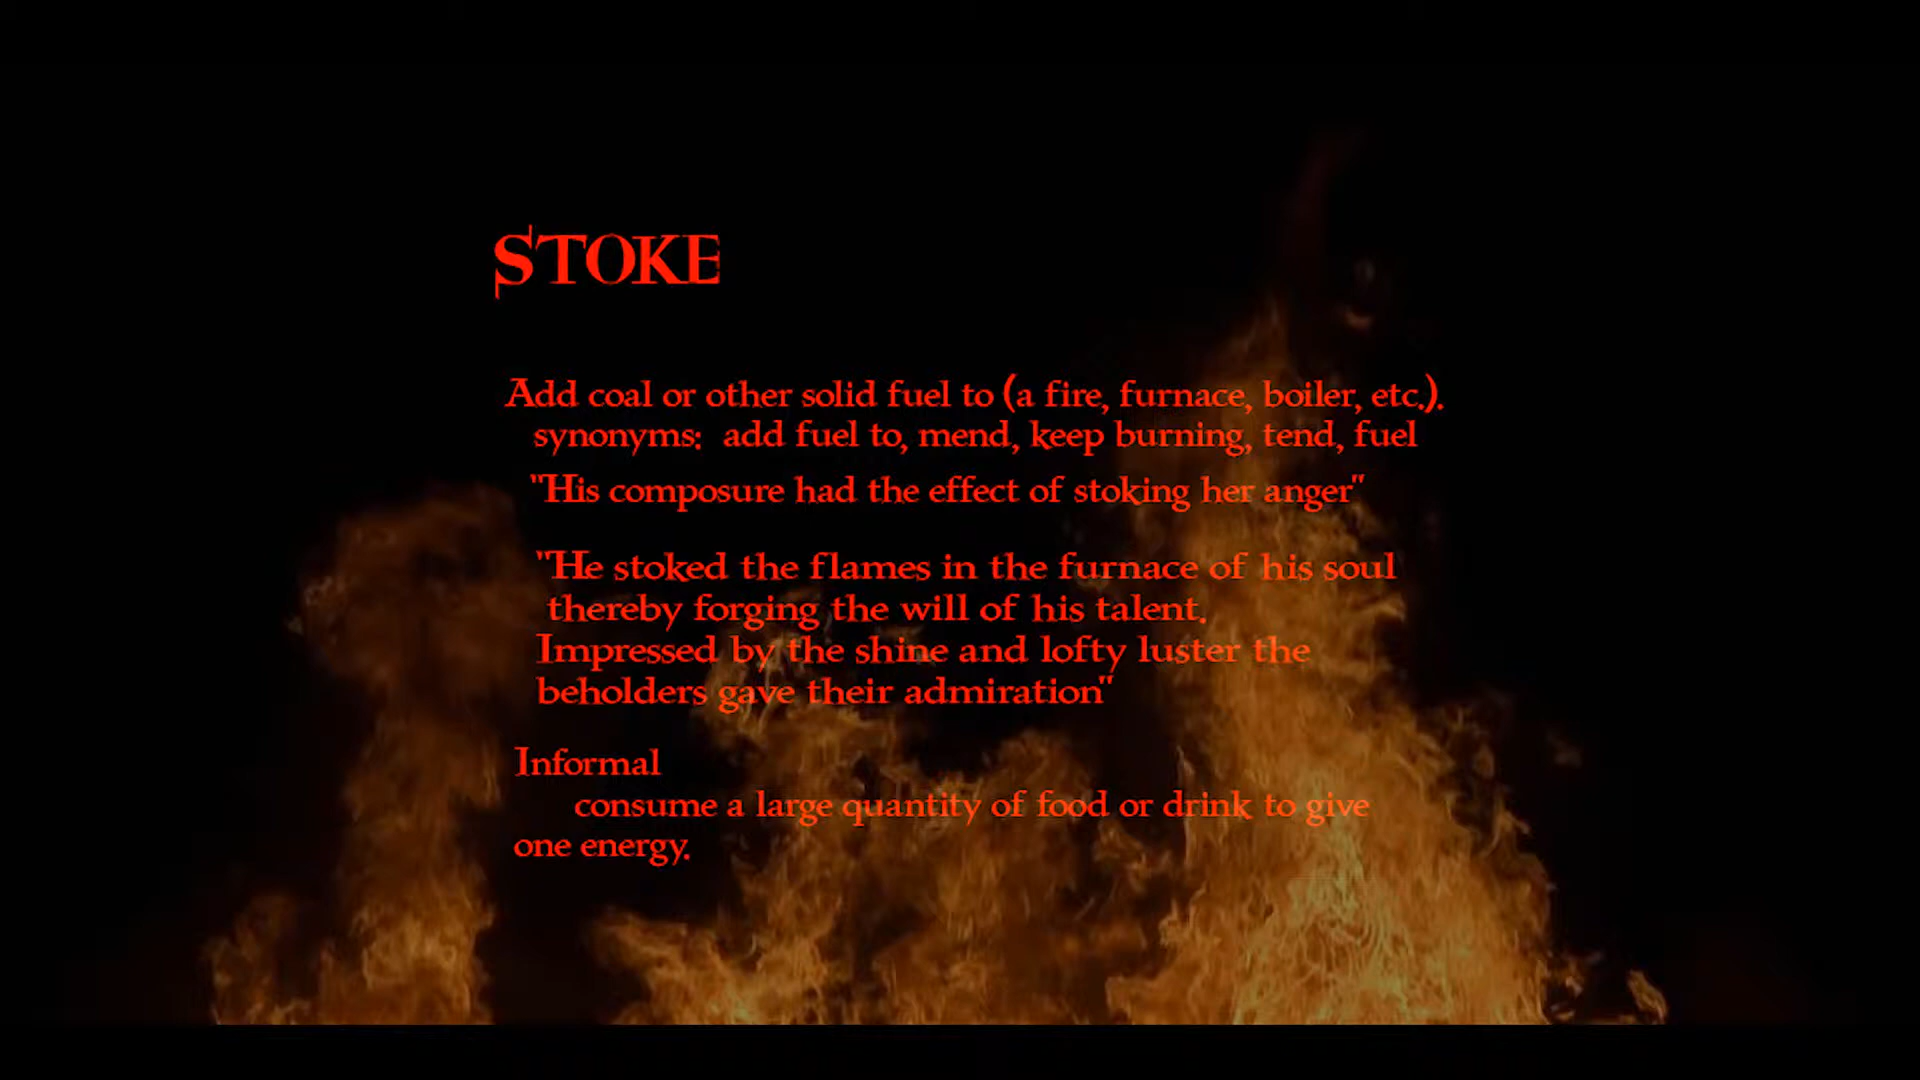 STOKE
Add coal or other solid fuel to (a fire, furnace, boiler, etc.).
synonyms: add fuel to, mend, keep burning, tend, fuel
"His composure had the effect of stoking her anger"
"He stoked the flames in the furnace of his soul
thereby forging the will of his talent.
Impressed by the shine and lofty luster the
beholders gave their admiration"
Informal
consume a large quantity of food or drink to give
one energy.